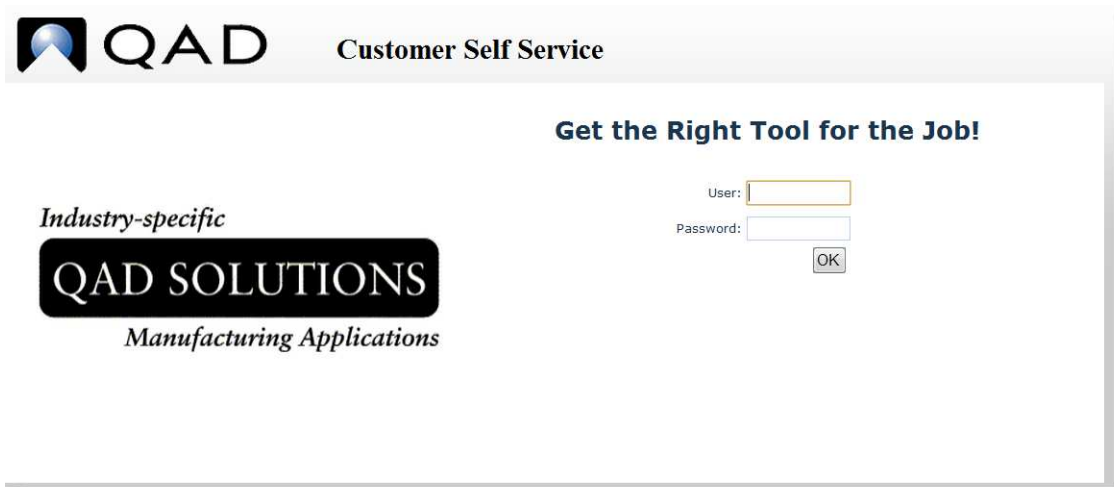 QAD Customer Self Service
Get the Right Tool for the Job!
User:
Password:
OK
Industry-specific
QAD SOLUTIONS
Manufacturing Applications